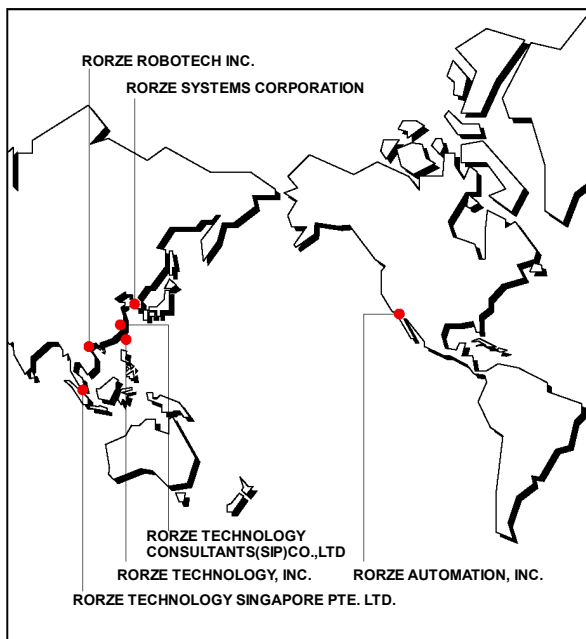 RORZE ROBOTECH INC.
RORZE SYSTEMS CORPORATION
RORZE TECHNOLOGY
CONSULTANTS(SIP)CO.,LTD
RORZE TECHNOLOGY, INC.
RORZE AUTOMATION, INC.
RORZE TECHNOLOGY SINGAPORE PTE. LTD.